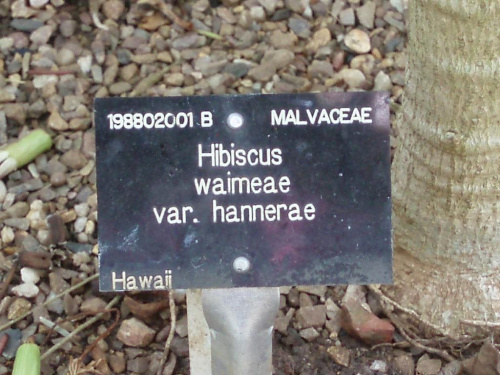 198802001 B MALVACEAE
Hibiscus
waimeae
var. hannerae
Hawaii